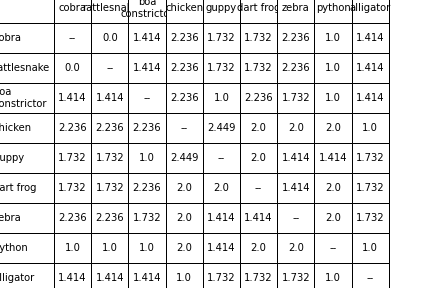 cobra rattlesnake boa constrictor chicken guppy dart frog zebra python alligator
cobra -- 0.0 1.414 2.236 1.732 1.732 2.236 1.0 1.414
rattlesnake 0.0 -- 1.414 2.236 1.732 1.732 2.236 1.0 1.414
boa constrictor 1.414 1.414 -- 2.236 1.0 2.236 1.732 1.0 1.414
chicken 2.236 2.236 2.236 -- 2.449 2.0 2.0 2.0 1.0
guppy 1.732 1.732 1.0 2.449 -- 2.0 1.414 1.414 1.732
dart frog 1.732 1.732 2.236 2.0 2.0 -- 1.414 2.0 1.732
zebra 2.236 2.236 1.732 2.0 1.414 1.414 -- 2.0 1.732
python 1.0 1.0 1.0 2.0 1.414 2.0 2.0 -- 1.0
alligator 1.414 1.414 1.414 1.0 1.732 1.732 1.732 1.0 --